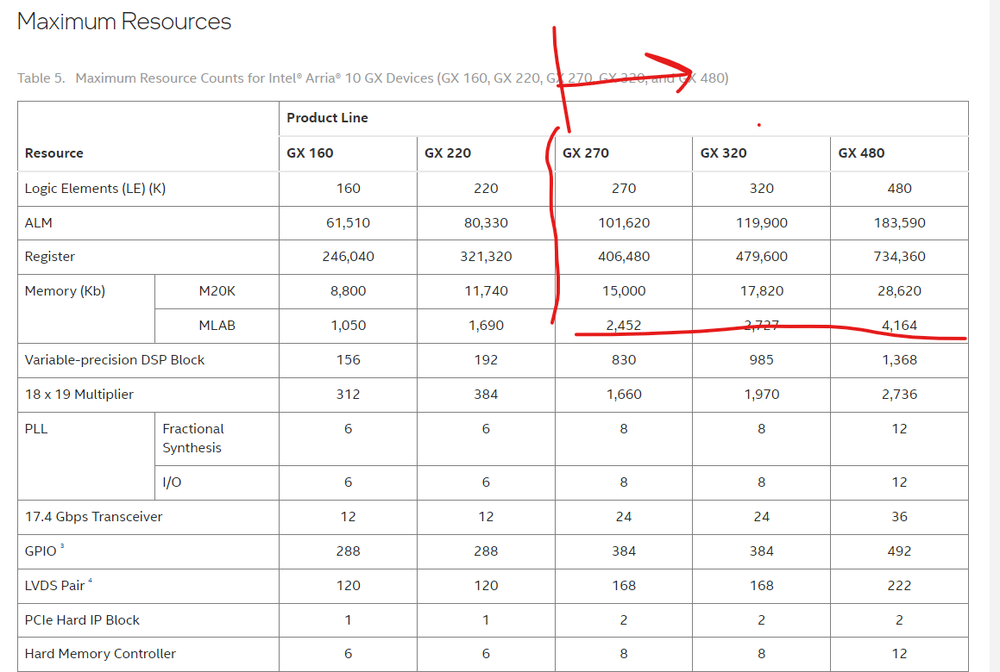 Maximum Resources
Table 5. Maximum Resource Counts for Intel® Arria® 10 GX Devices (GX 160, GX 220, GX 270, GX 320, and GX 480)
Resource Product Line
GX 160 GX 220 GX 270 GX 320 GX 480
Logic Elements (LE) (K) 160 220 270 320 480
ALM 61,510 80,330 101,620 119,900 183,590
Register 246,040 321,320 406,480 479,600 734,360
Memory (Kb) M20K 8,800 11,740 15,000 17,820 28,620
MLAB 1,050 1,690 2,452 2,727 4,164
Variable-precision DSP Block 156 192 830 985 1,368
18 x 19 Multiplier 312 384 1,660 1,970 2,736
PLL Fractional Synthesis 6 6 8 8 12
I/O 6 6 8 8 12
17.4 Gbps Transceiver 12 12 24 24 36
GPIO 3 288 288 384 384 492
LVDS Pair 4 120 120 168 168 222
PCIe Hard IP Block 1 1 2 2 2
Hard Memory Controller 6 6 8 8 12